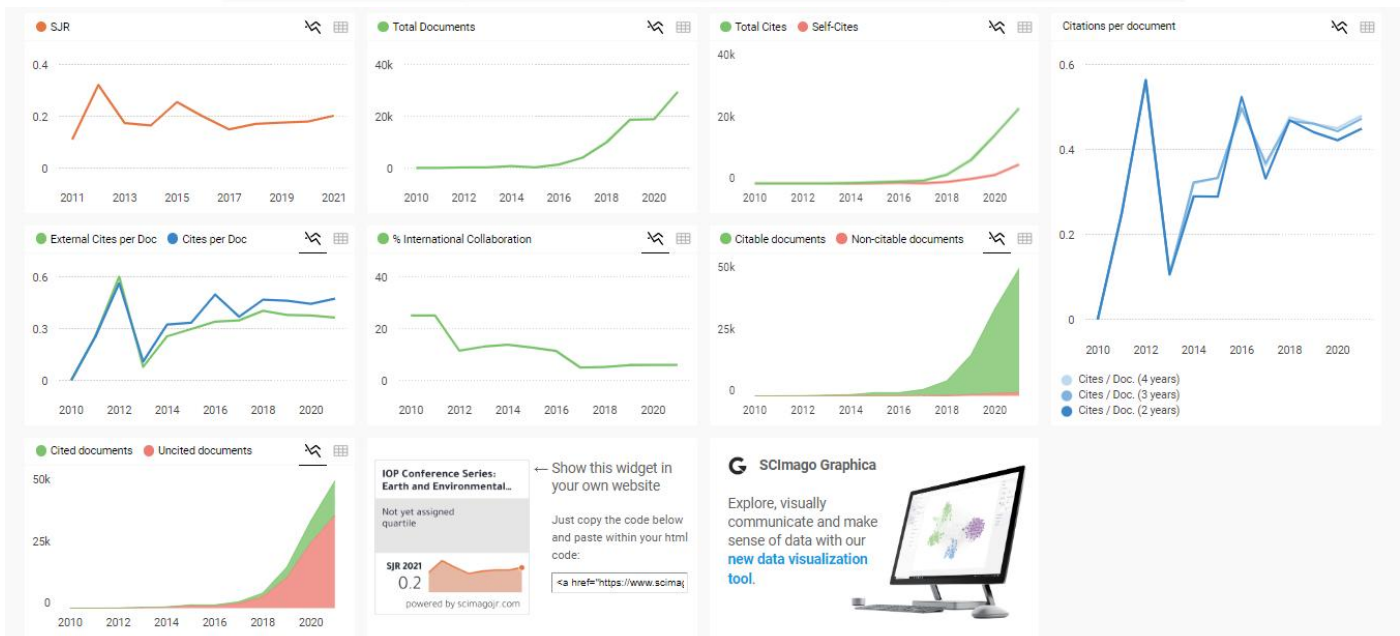 SJR
0.4
0.2
0
2011 2013 2015 2017 2019 2021
Total Documents
40k
20k
0
2010 2012 2014 2016 2018 2020
Total Cites Self-Cites
40k
20k
0
2010 2012 2014 2016 2018 2020
Citations per document
0.6
0.4
0.2
0
2010 2012 2014 2016 2018 2020
Cites / Doc. (4 years)
Cites / Doc. (3 years)
Cites / Doc. (2 years)
External Cites per Doc Cites per Doc
0.6
0.3
0
2010 2012 2014 2016 2018 2020
% International Collaboration
40
20
0
2010 2012 2014 2016 2018 2020
Citable documents Non-citable documents
50k
25k
0
2010 2012 2014 2016 2018 2020
Cited documents Uncited documents
50k
25k
0
2010 2012 2014 2016 2018 2020
IOP Conference Series:
Earth and Environmental...
Not yet assigned
quartile
SJR 2021
0.2
powered by scimagojr.com
← Show this widget in
your own website
Just copy the code below
and paste within your html
code:
<a href="https://www.scimag
SCImago Graphica
Explore, visually
communicate and make
sense of data with our
new data visualization
tool.